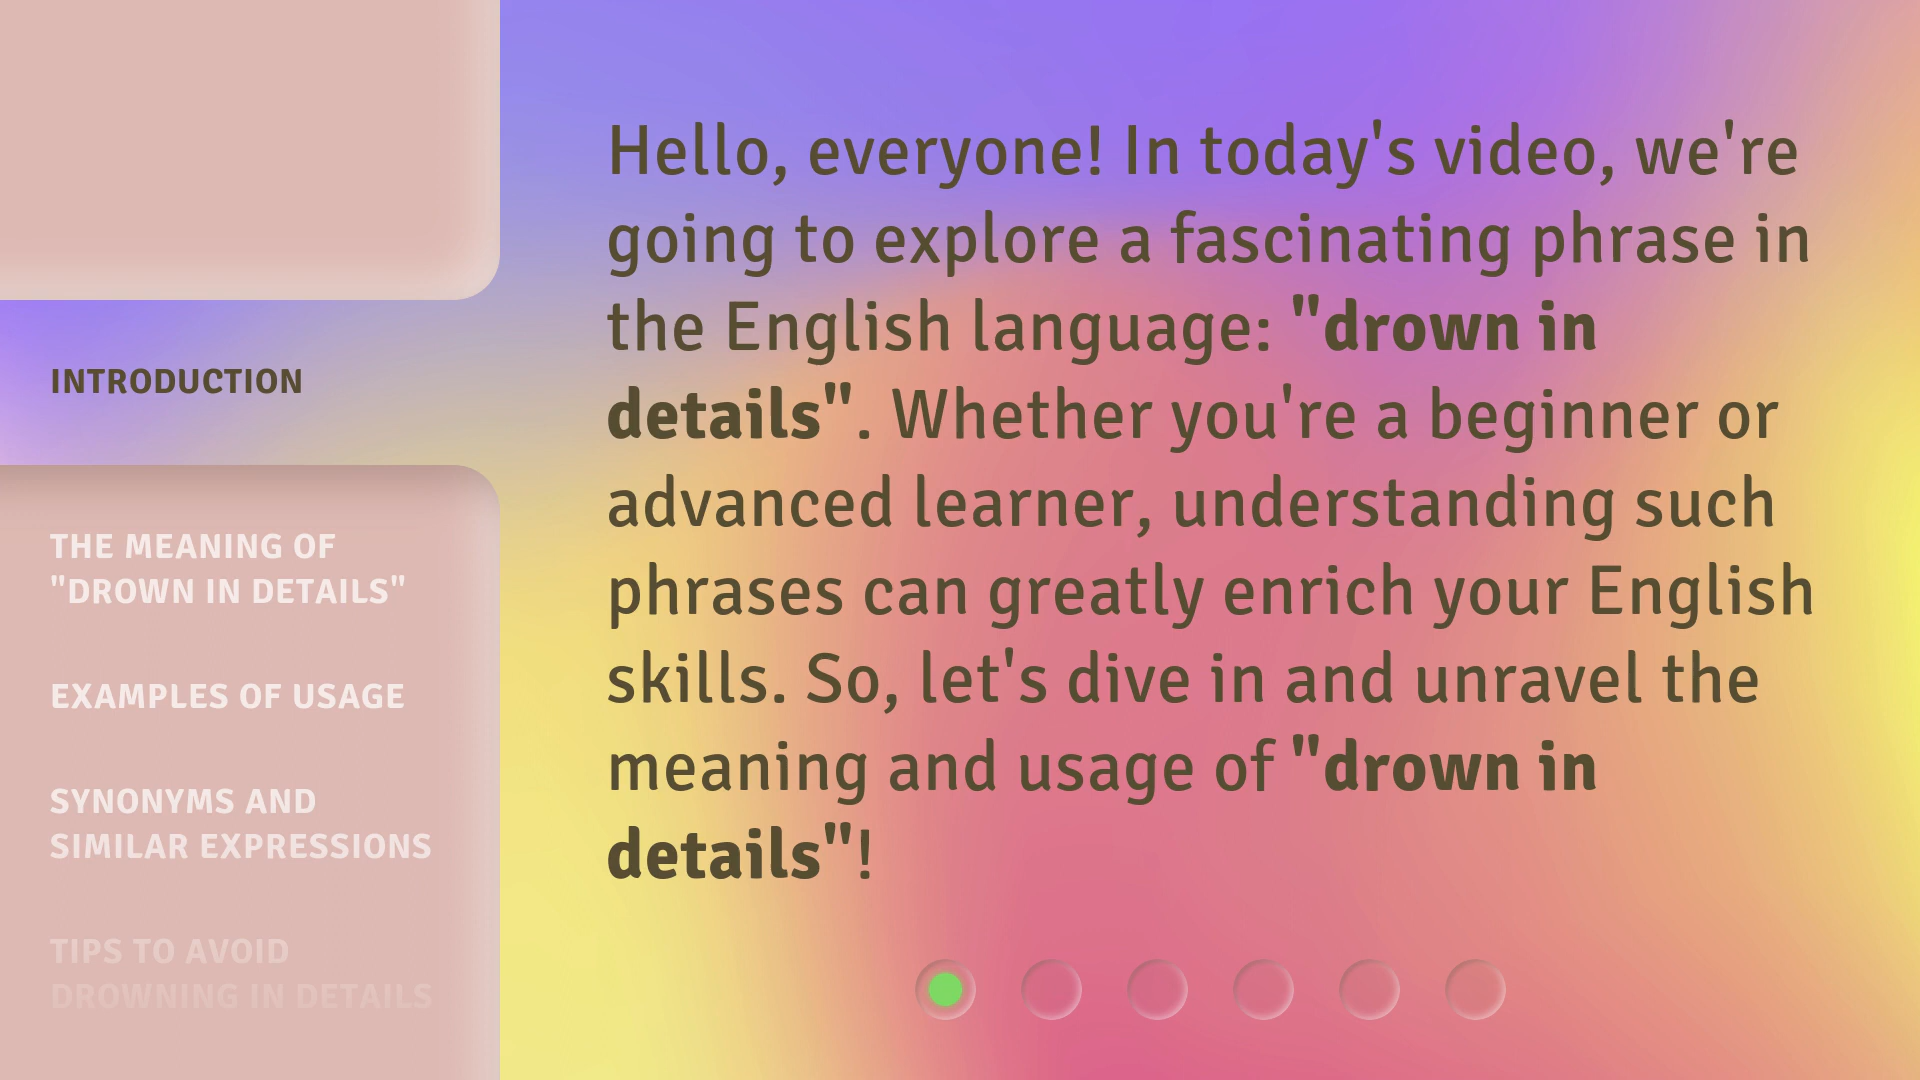 INTRODUCTION
THE MEANING OF
"DROWN IN DETAILS"
EXAMPLES OF USAGE
SYNONYMS AND
SIMILAR EXPRESSIONS
TIPS TO AVOID
DROWNING IN DETAILS
Hello, everyone! In today's video, we're
going to explore a fascinating phrase in
the English language: "drown in
details". Whether you're a beginner or
advanced learner, understanding such
phrases can greatly enrich your English
skills. So, let's dive in and unravel the
meaning and usage of "drown in
details"!